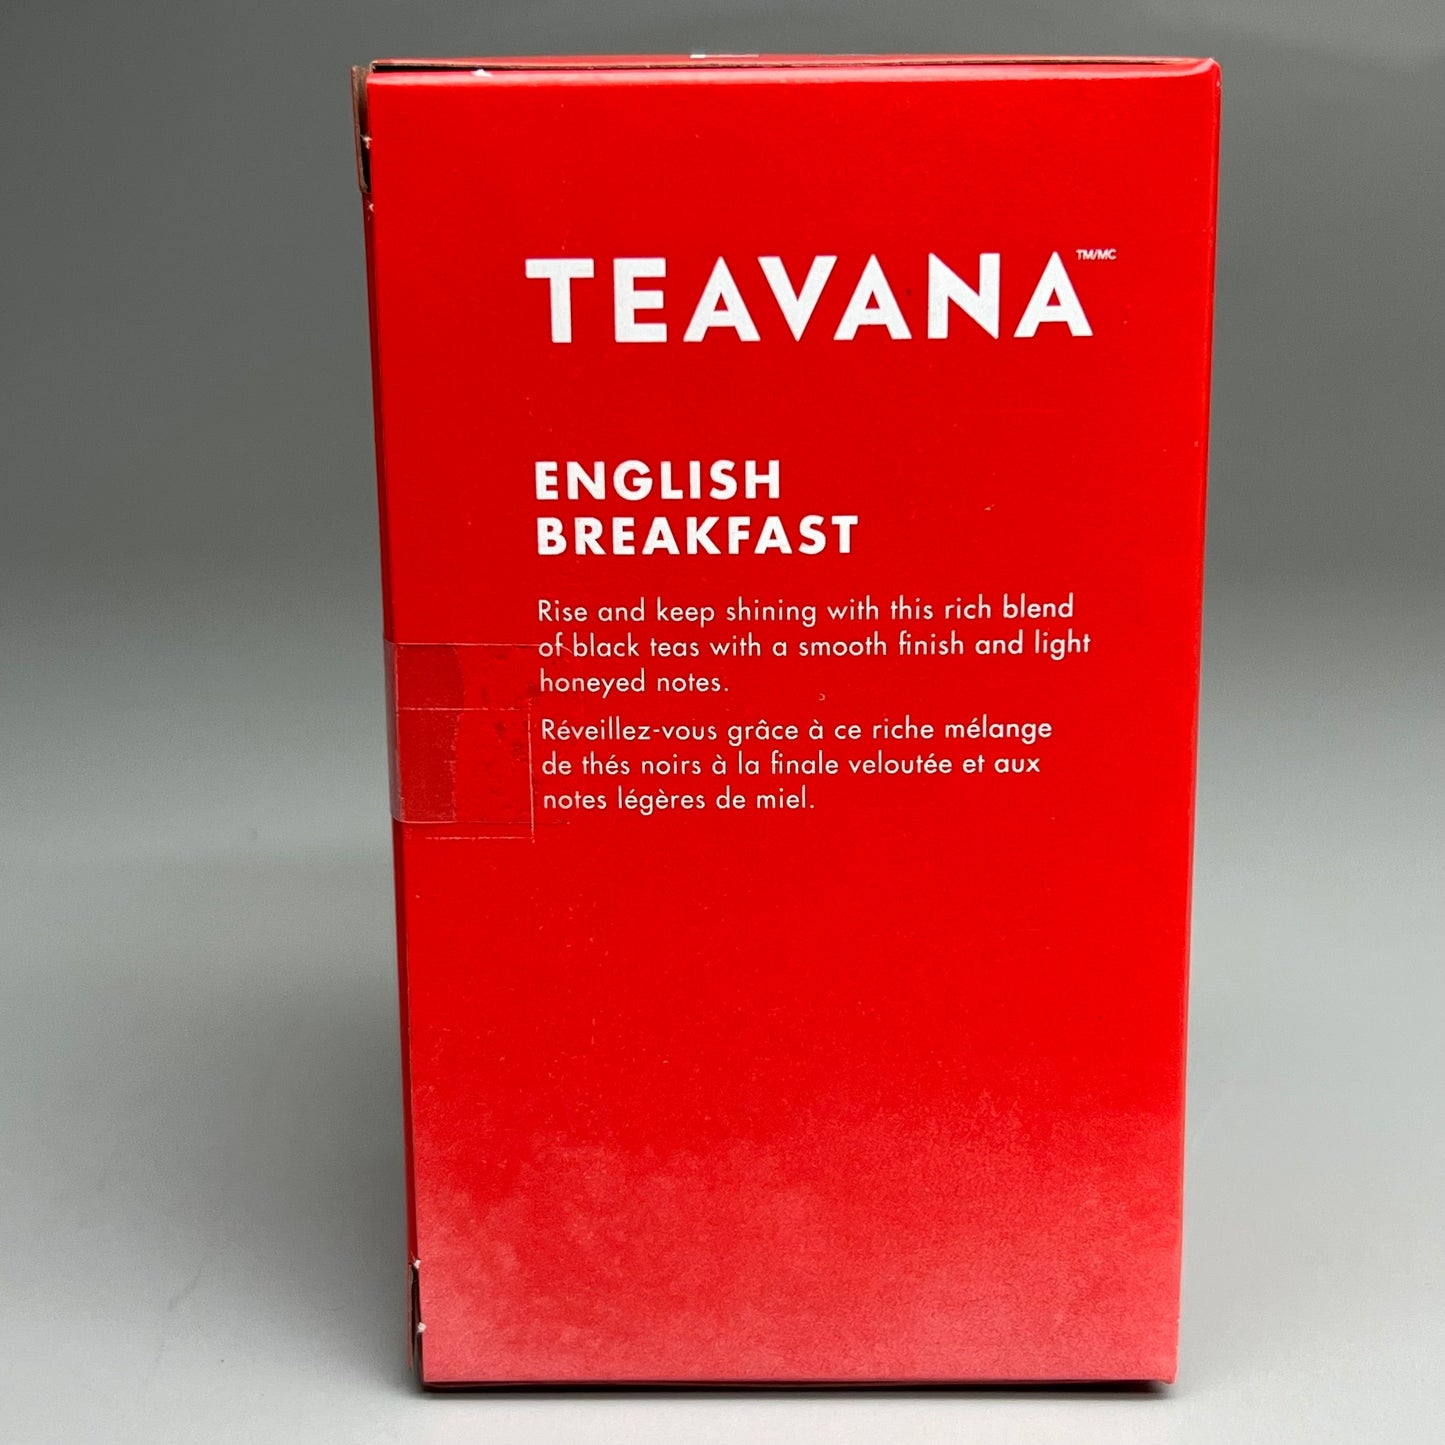 TEAVANA TM/MC
ENGLISH
BREAKFAST
Rise and keep shining with this rich blend
of black teas with a smooth finish and light
honeyed notes.
Réveillez-vous grâce à ce riche mélange
de thés noirs à la finale veloutée et aux
notes légères de miel.